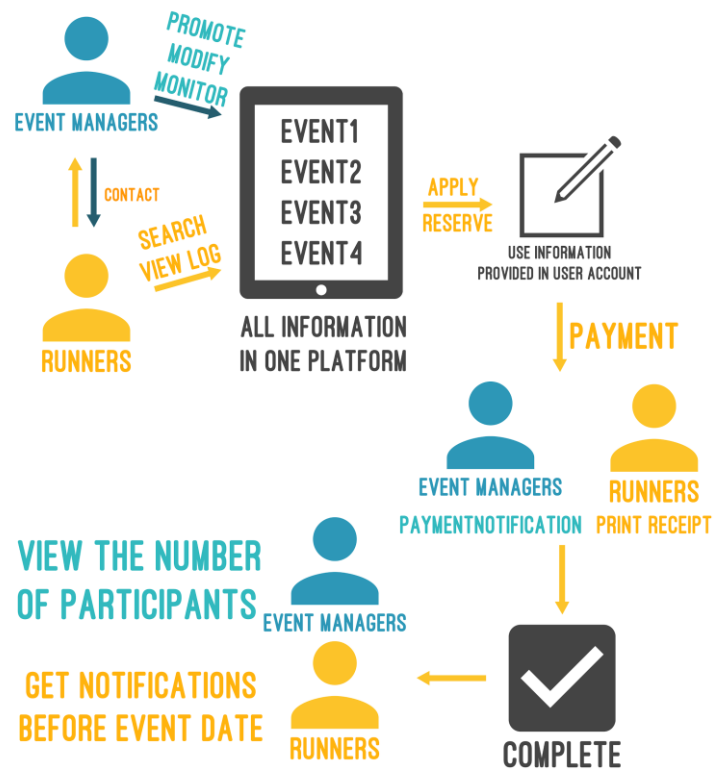 PROMOTE
MODIFY
MONITOR
EVENT MANAGERS
CONTACT
SEARCH
VIEW LOG
RUNNERS
EVENT1
EVENT2
EVENT3
EVENT4
ALL INFORMATION
IN ONE PLATFORM
APPLY
RESERVE
USE INFORMATION
PROVIDED IN USER ACCOUNT
PAYMENT
EVENT MANAGERS
PAYMENTNOTIFICATION
RUNNERS
PRINT RECEIPT
COMPLETE
VIEW THE NUMBER
OF PARTICIPANTS
EVENT MANAGERS
GET NOTIFICATIONS
BEFORE EVENT DATE
RUNNERS